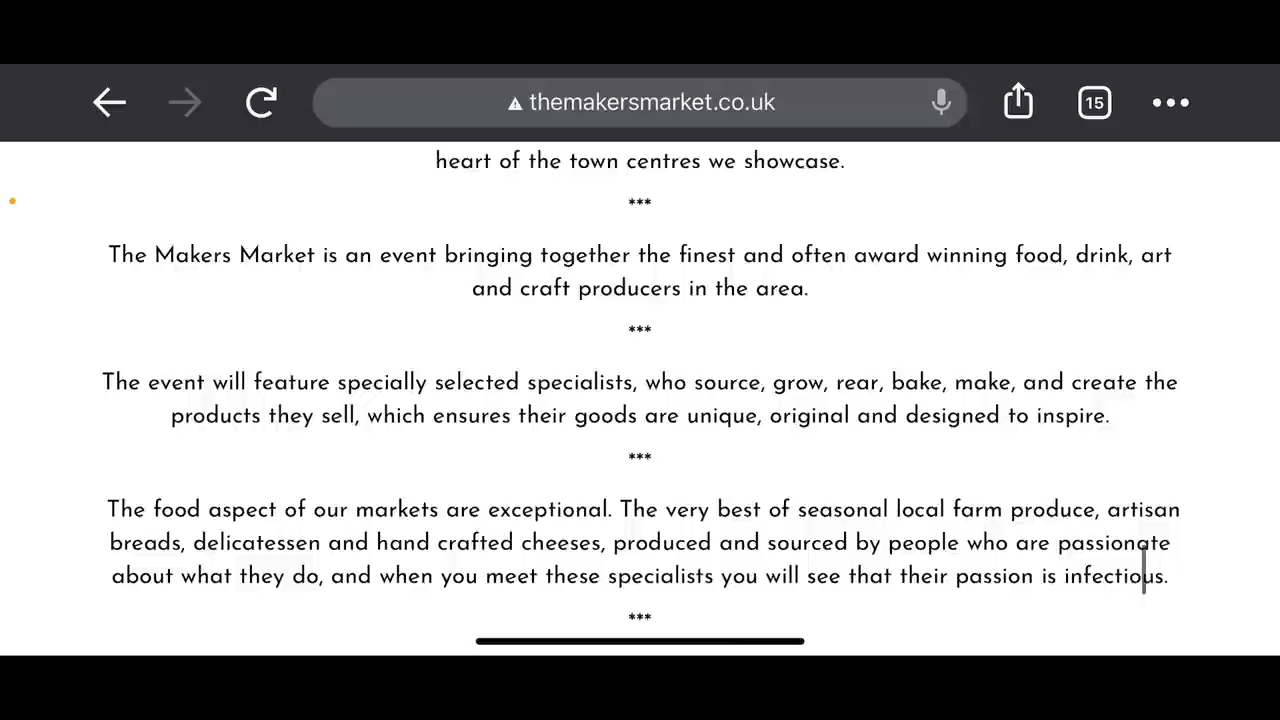 themakersmarket.co.uk
15
heart of the town centres we showcase.
***
The Makers Market is an event bringing together the finest and often award winning food, drink, art
and craft producers in the area.
***
The event will feature specially selected specialists, who source, grow, rear, bake, make, and create the
products they sell, which ensures their goods are unique, original and designed to inspire.
***
The food aspect of our markets are exceptional. The very best of seasonal local farm produce, artisan
breads, delicatessen and hand crafted cheeses, produced and sourced by people who are passionate
about what they do, and when you meet these specialists you will see that their passion is infectious.
***